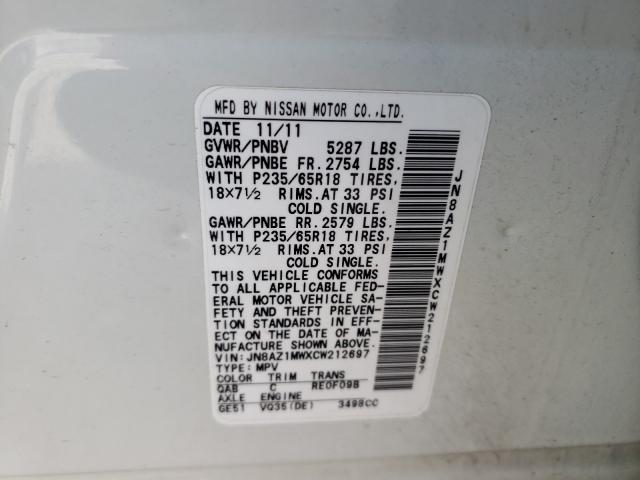 MFD BY NISSAN MOTOR CO.,LTD.
DATE 11/11
GVWR/PNBV 5287 LBS.
GAWR/PNBE FR. 2754 LBS.
WITH P235/65R18 TIRES,
18×7½ RIMS.AT 33 PSI
COLD SINGLE.
GAWR/PNBE RR. 2579 LBS.
WITH P235/65R18 TIRES,
18×7½ RIMS.AT 33 PSI
COLD SINGLE.
THIS VEHICLE CONFORMS
TO ALL APPLICABLE FED-
ERAL MOTOR VEHICLE SA-
FETY AND THEFT PREVEN-
TION STANDARDS IN EFF-
ECT ON THE DATE OF MA-
NUFACTURE SHOWN ABOVE.
VIN: JN8AZ1MWXCW212697
TYPE: MPV
COLOR TRIM TRANS
QAB C RE0F09B
AXLE ENGINE
GE51 VQ35(DE) 3498CC
JN8AZ1MWXCW212697